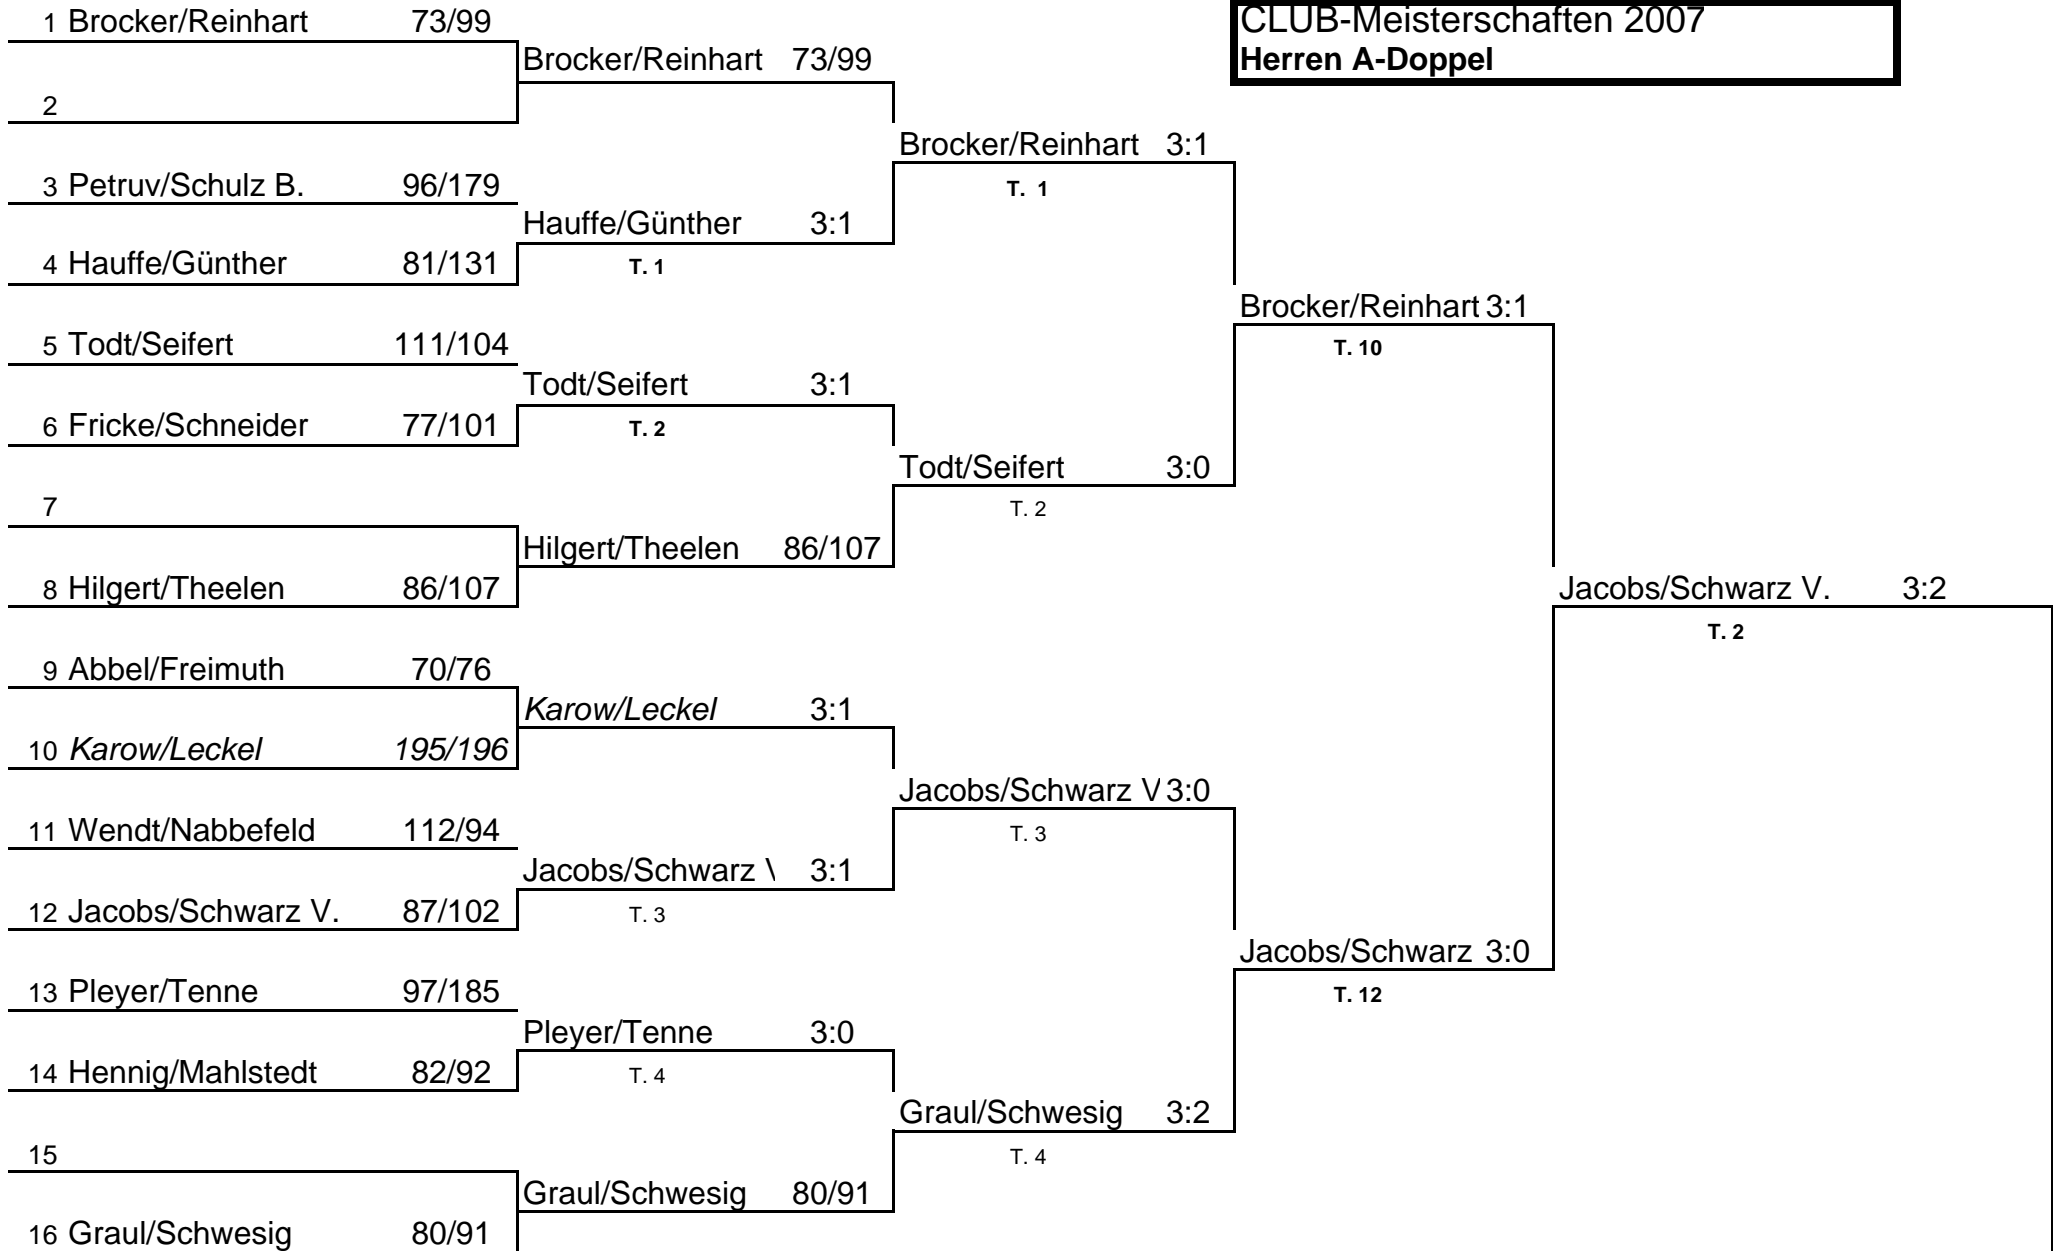 CLUB-Meisterschaften 2007
Herren A-Doppel
1 Brocker/Reinhart 73/99
Brocker/Reinhart 73/99
2
Brocker/Reinhart 3:1
3 Petruv/Schulz B. 96/179
T. 1
Hauffe/Günther 3:1
4 Hauffe/Günther 81/131
T. 1
Brocker/Reinhart 3:1
5 Todt/Seifert 111/104
T. 10
Todt/Seifert 3:1
6 Fricke/Schneider 77/101
T. 2
Todt/Seifert 3:0
7
T. 2
Hilgert/Theelen 86/107
8 Hilgert/Theelen 86/107
Jacobs/Schwarz V. 3:2
T. 2
9 Abbel/Freimuth 70/76
Karow/Leckel 3:1
10 Karow/Leckel 195/196
Jacobs/Schwarz V 3:0
11 Wendt/Nabbefeld 112/94
T. 3
Jacobs/Schwarz 3:1
12 Jacobs/Schwarz V. 87/102
T. 3
Jacobs/Schwarz 3:0
13 Pleyer/Tenne 97/185
T. 12
Pleyer/Tenne 3:0
14 Hennig/Mahlstedt 82/92
T. 4
Graul/Schwesig 3:2
15
T. 4
Graul/Schwesig 80/91
16 Graul/Schwesig 80/91